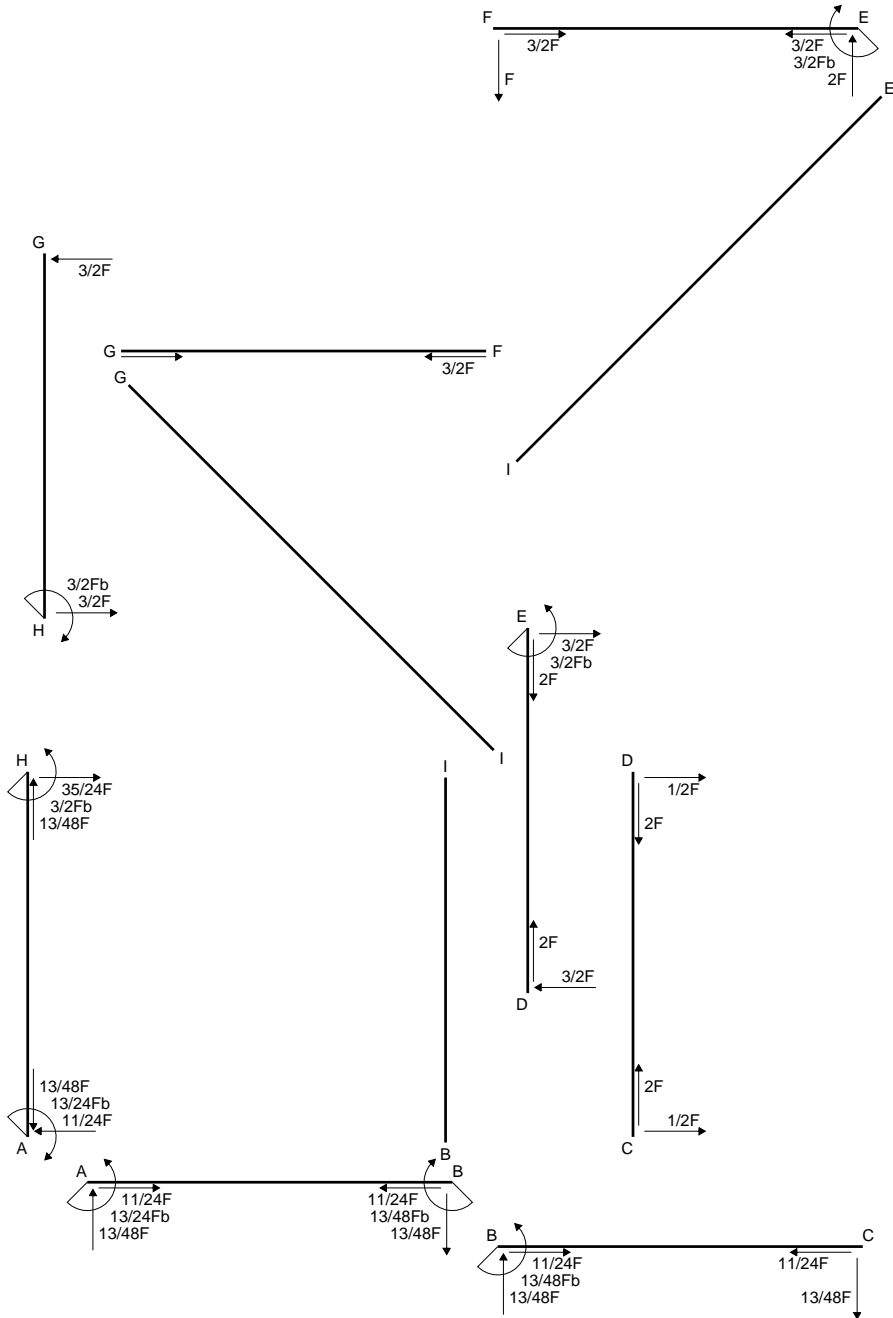 F
E
3/2F
3/2F
3/2Fb
F
2F
E
G
3/2F
G
F
3/2F
G
I
3/2Fb
3/2F
H
E
3/2F
3/2Fb
2F
H
I
I
D
35/24F
3/2Fb
13/48F
1/2F
2F
2F
3/2F
D
13/48F
13/24Fb
11/24F
A
2F
1/2F
C
B
A
B
11/24F
13/24Fb
13/48F
11/24F
13/48Fb
13/48F
B
C
11/24F
13/48Fb
13/48F
11/24F
13/48F